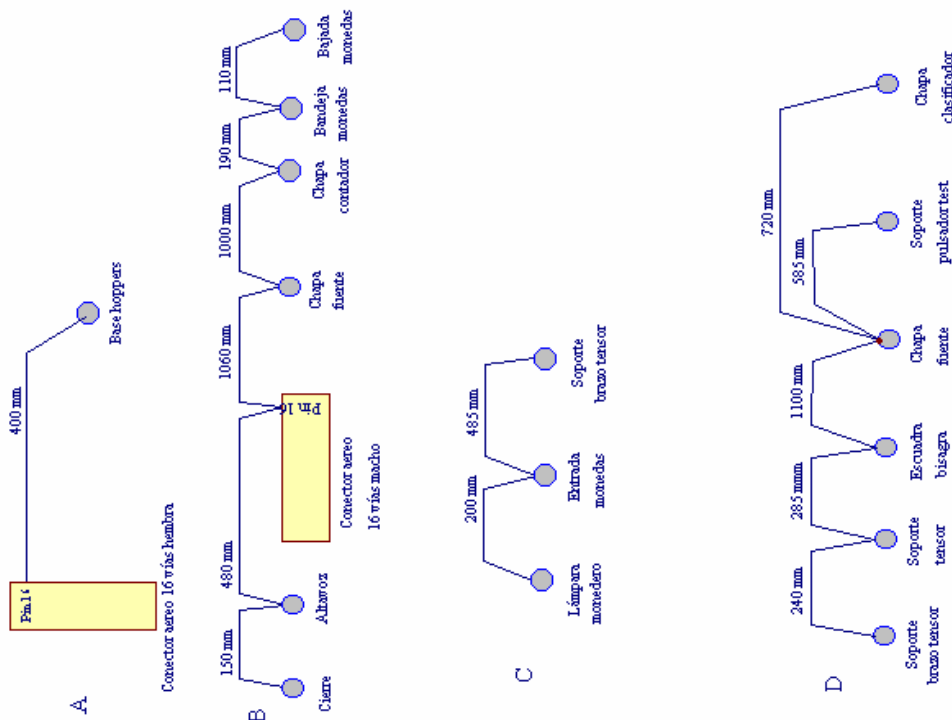 A
Pin16
400 mm
Base hoppers
Conector aereo 16 vías hembra
B
150 mm
480 mm
1060 mm
1000 mm
190 mm
110 mm
Cierre
Altavoz
Pin 16
Conector aereo
16 vías macho
Chapa
fuente
Chapa
contador
Bandeja
monedas
Bajada
monedas
C
200 mm
485 mm
Lámpara
monedero
Entrada
monedas
Soporte
brazo tensor
D
240 mm
285 mmm
1100 mm
585 mm
720 mm
Soporte
brazo tensor
Soporte
tensor
Escuadra
bisagra
Chapa
fuente
Soporte
pulsador test
Chapa
clasificador